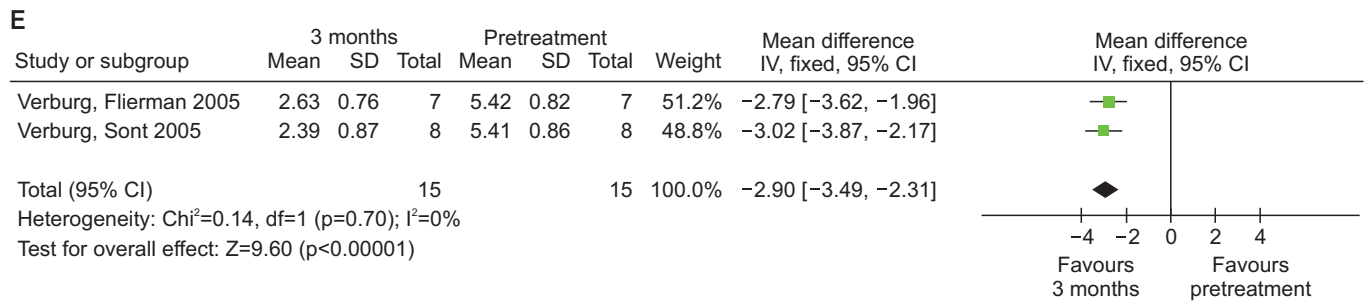 E
3 months Pretreatment Mean difference Mean difference
Study or subgroup Mean SD Total Mean SD Total Weight IV, fixed, 95% CI IV, fixed, 95% CI
Verburg, Flierman 2005 2.63 0.76 7 5.42 0.82 7 51.2% −2.79 [−3.62, −1.96]
Verburg, Sont 2005 2.39 0.87 8 5.41 0.86 8 48.8% −3.02 [−3.87, −2.17]
Total (95% CI) 15 15 100.0% −2.90 [−3.49, −2.31]
Heterogeneity: Chi²=0.14, df=1 (p=0.70); I²=0%
Test for overall effect: Z=9.60 (p<0.00001)
−4 −2 0 2 4
Favours Favours
3 months pretreatment